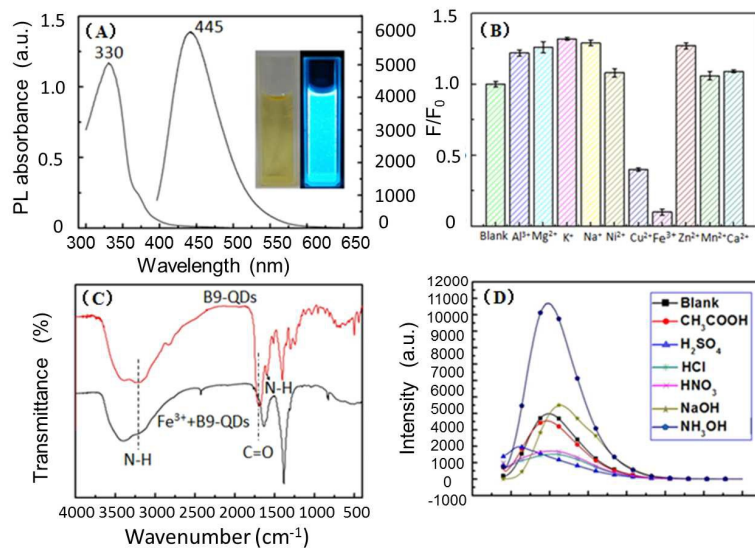 (A)
330
445
PL absorbance (a.u.)
1.5
1.0
0.5
0
6000
5000
4000
3000
2000
1000
0
300 350 400 450 500 550 600 650
Wavelength (nm)
(B)
F/F0
1.5
1.0
0.5
0
Blank Al3+ Mg2+ K+ Na+ Ni2+ Cu2+ Fe3+ Zn2+ Mn2+ Ca2+
(C)
B9-QDs
Transmittance (%)
N-H
Fe3++B9-QDs
N-H
C=O
4000 3500 3000 2500 2000 1500 1000 500
Wavenumber (cm-1)
(D)
Intensity (a.u.)
12000
11000
10000
9000
8000
7000
6000
5000
4000
3000
2000
1000
0
-1000
Blank
CH3COOH
H2SO4
HCl
HNO3
NaOH
NH3OH